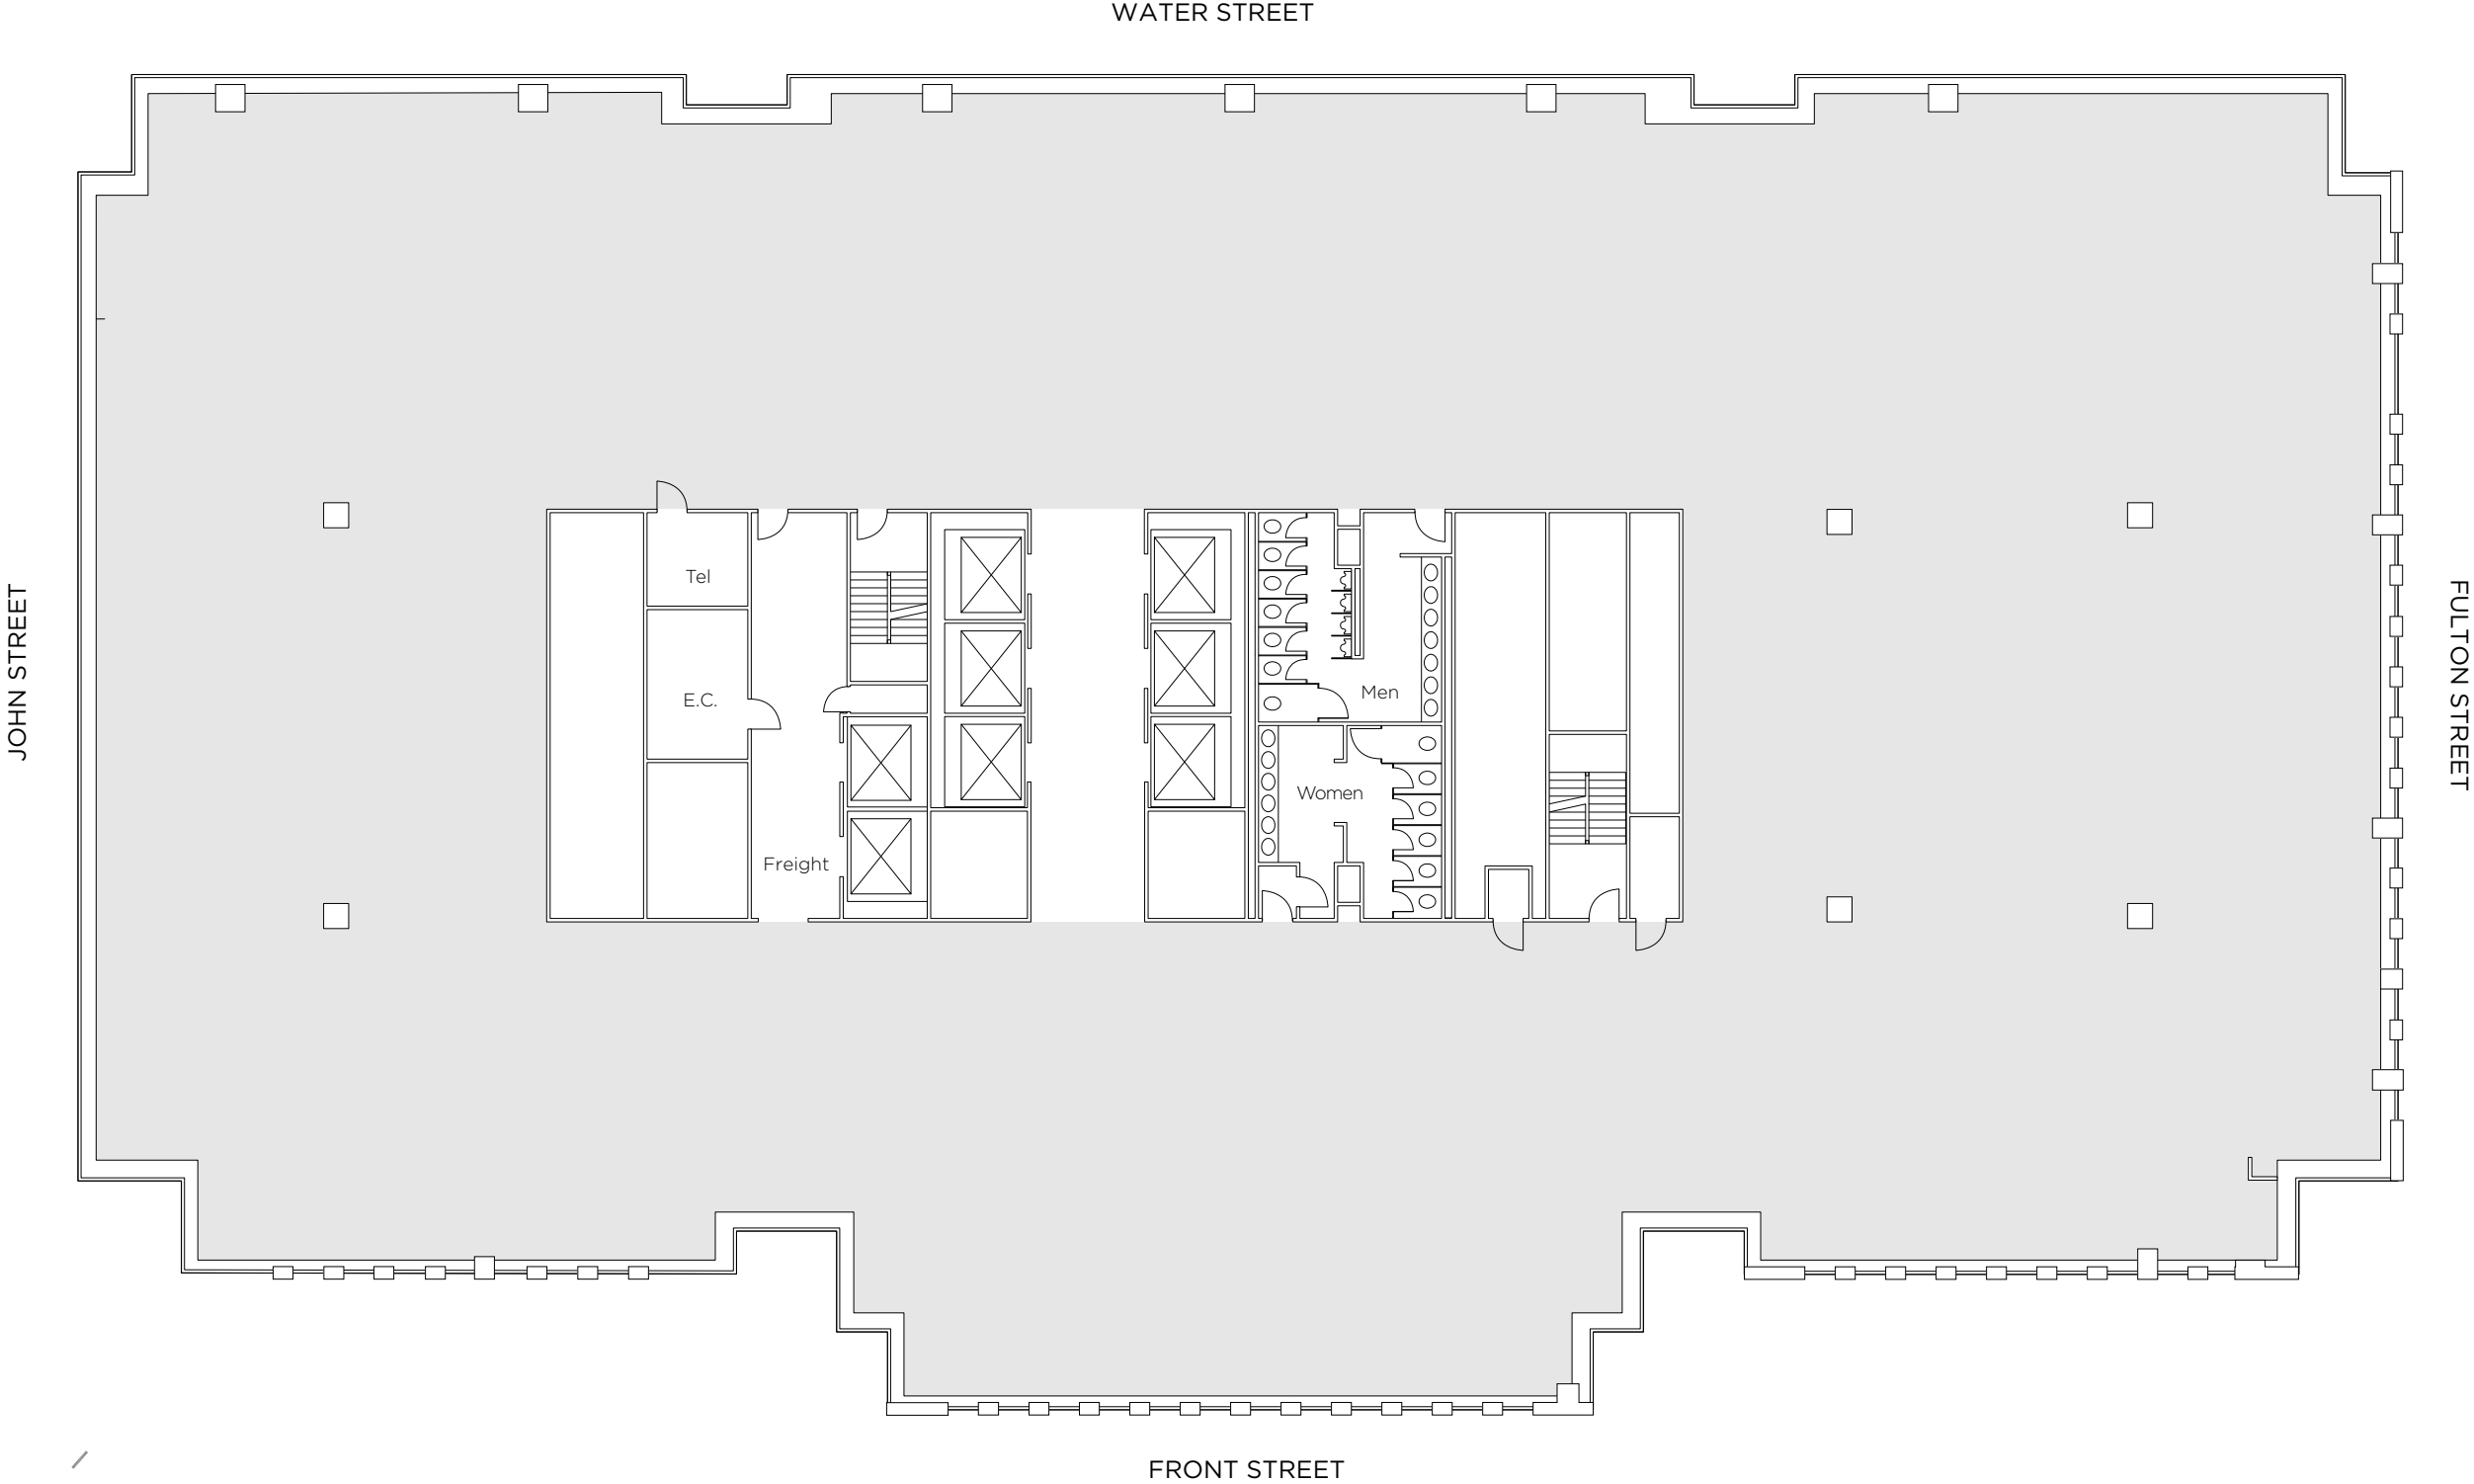 WATER STREET
JOHN STREET
FULTON STREET
Tel
E.C.
Men
Women
Freight
FRONT STREET